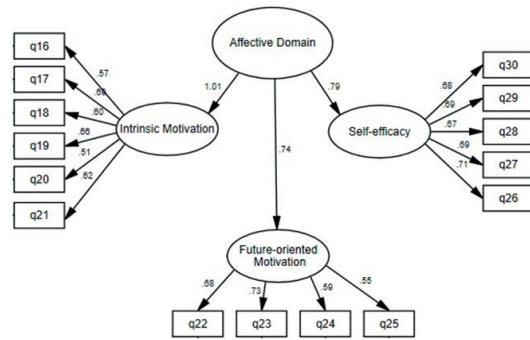 Affective Domain
q16
q17
q18
q19
q20
q21
.57
.69
.60
.66
.51
.62
1.01
Intrinsic Motivation
.79
Self-efficacy
.74
q30
q29
q28
q27
q26
.68
.69
.67
.69
.71
Future-oriented
Motivation
.68
.73
.59
.55
q22
q23
q24
q25